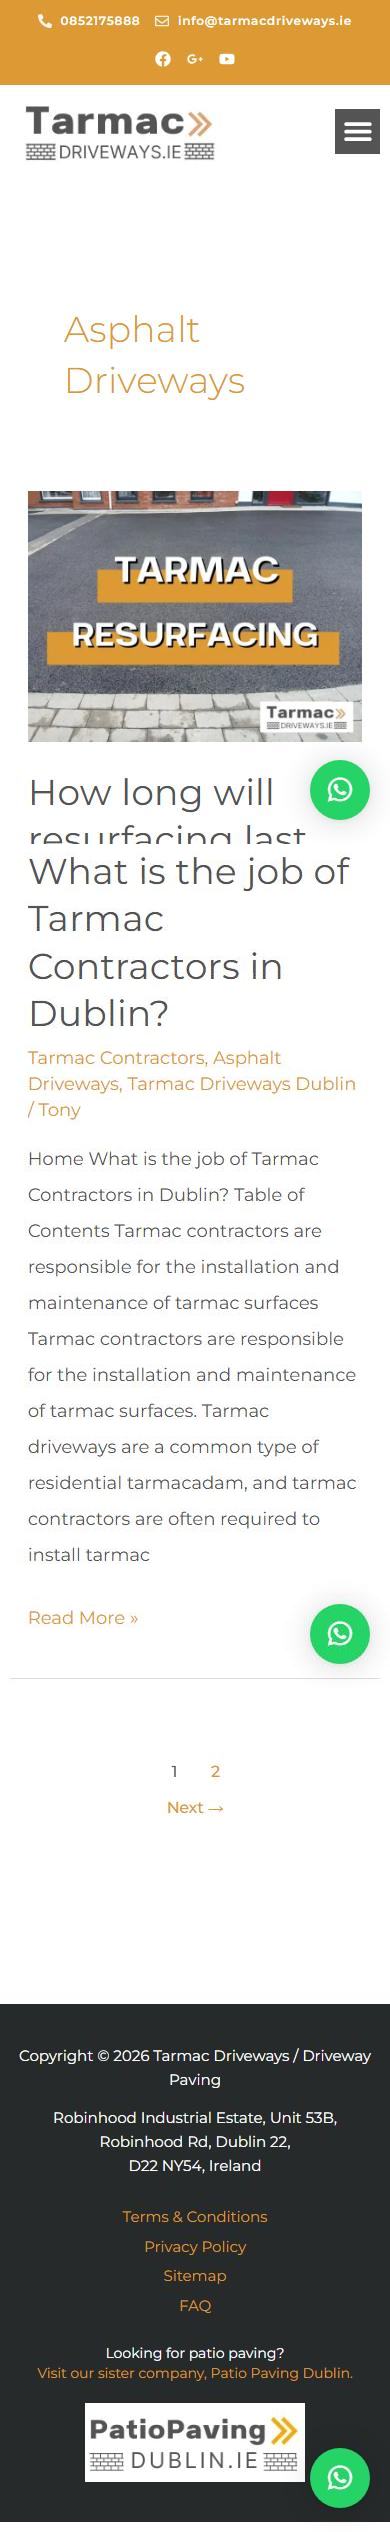 0852175888 info@tarmacdriveways.ie
Tarmac
DRIVEWAYS.IE
Asphalt
Driveways
TARMAC
RESURFACING
Tarmac
DRIVEWAYS.IE
How long will
resurfacing last
What is the job of
Tarmac
Contractors in
Dublin?
Tarmac Contractors, Asphalt
Driveways, Tarmac Driveways Dublin
/ Tony
Home What is the job of Tarmac
Contractors in Dublin? Table of
Contents Tarmac contractors are
responsible for the installation and
maintenance of tarmac surfaces
Tarmac contractors are responsible
for the installation and maintenance
of tarmac surfaces. Tarmac
driveways are a common type of
residential tarmacadam, and tarmac
contractors are often required to
install tarmac
Read More »
1 2
Next →
Copyright © 2026 Tarmac Driveways / Driveway
Paving
Robinhood Industrial Estate, Unit 53B,
Robinhood Rd, Dublin 22,
D22 NY54, Ireland
Terms & Conditions
Privacy Policy
Sitemap
FAQ
Looking for patio paving?
Visit our sister company, Patio Paving Dublin.
PatioPaving
DUBLIN.IE